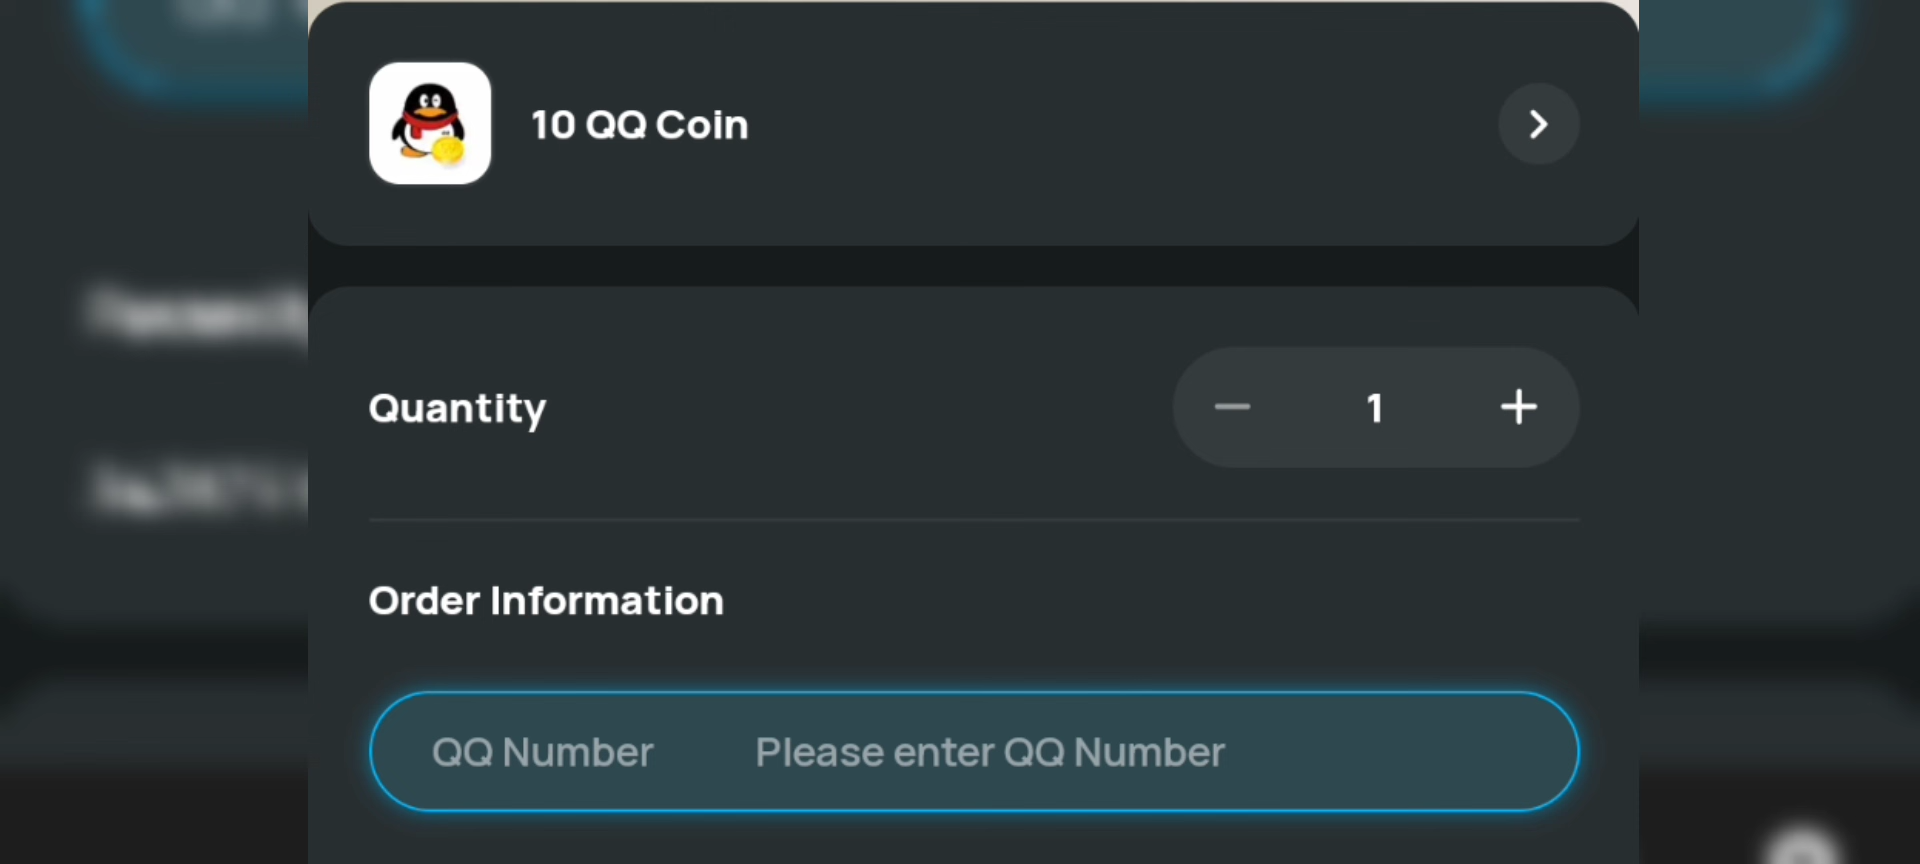 10 QQ Coin
Quantity
1
Order Information
QQ Number Please enter QQ Number